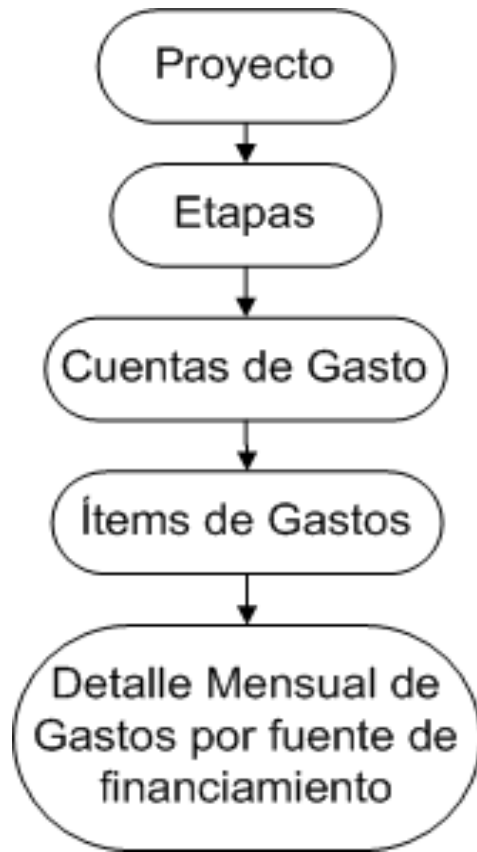 Proyecto
Etapas
Cuentas de Gasto
Ítems de Gastos
Detalle Mensual de
Gastos por fuente de
financiamiento